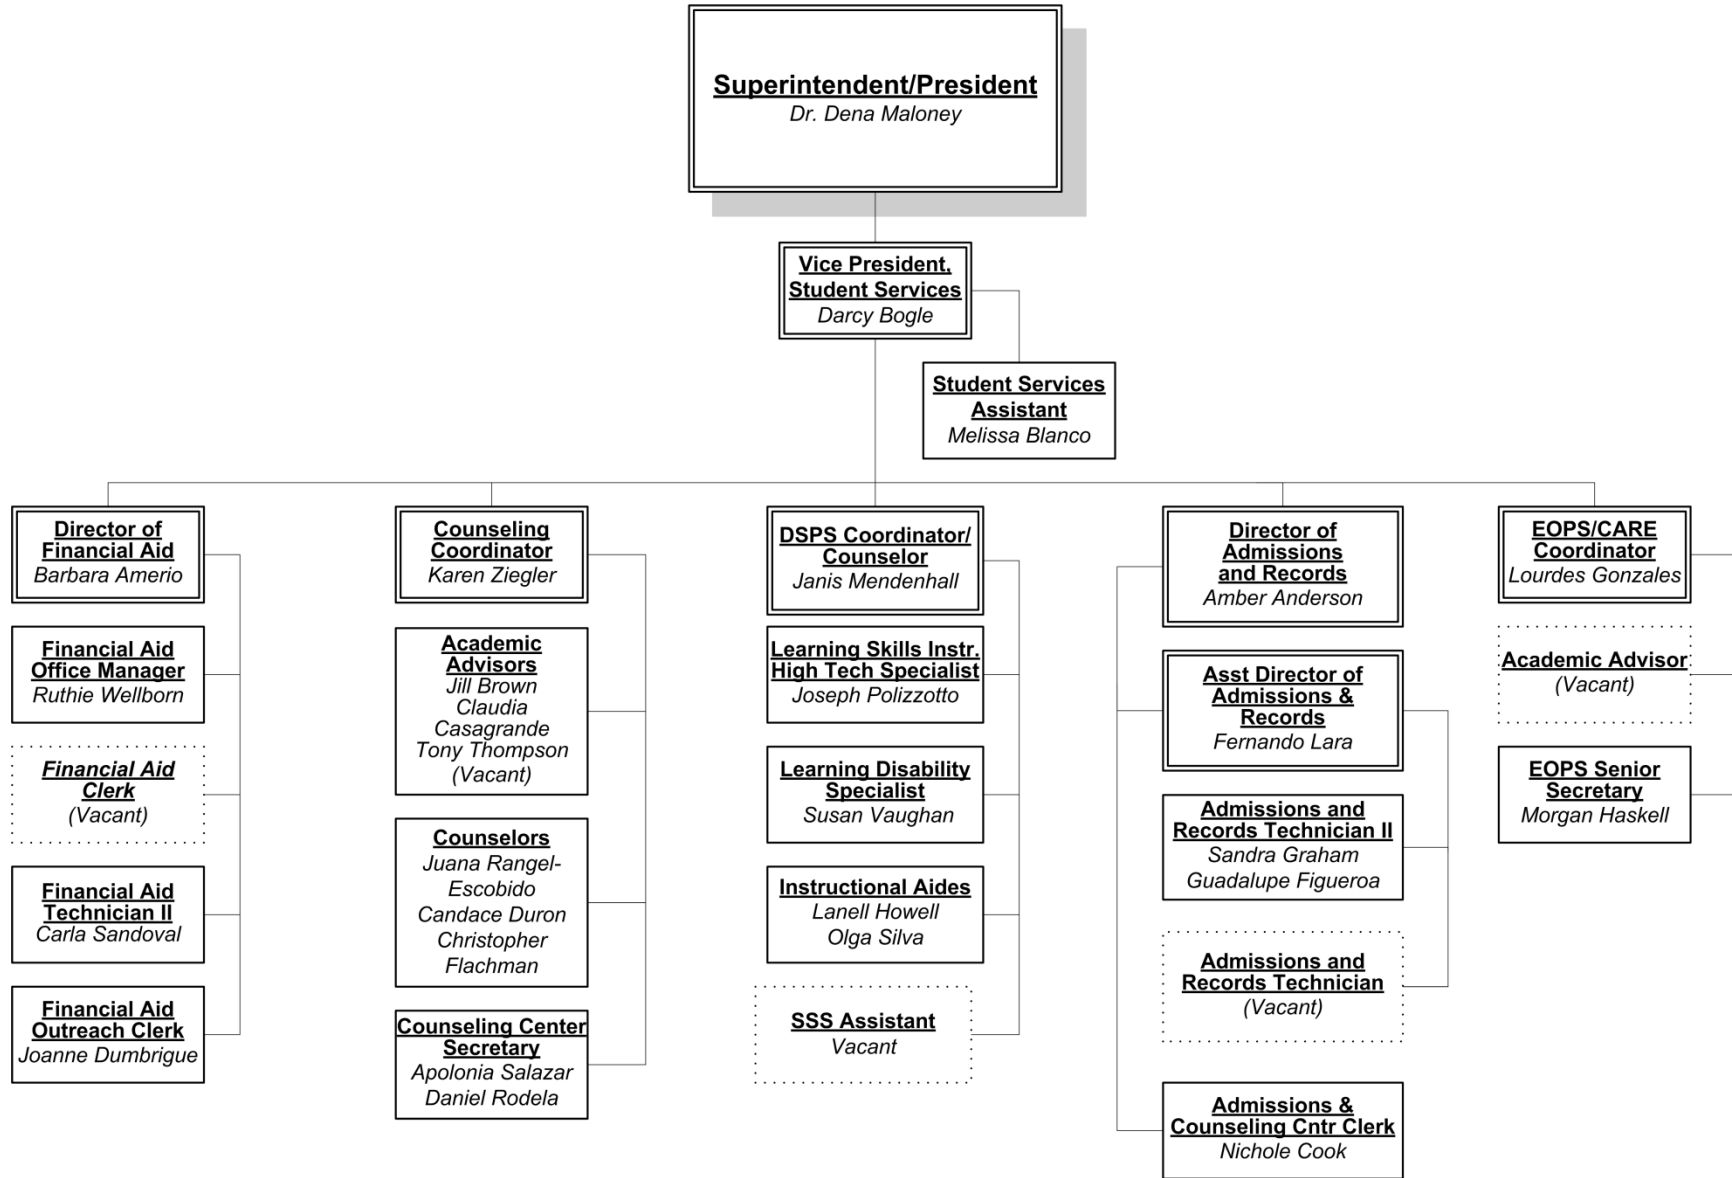 Superintendent/President
Dr. Dena Maloney
Vice President,
Student Services
Darcy Bogle
Student Services
Assistant
Melissa Blanco
Director of
Financial Aid
Barbara Amerio
Financial Aid
Office Manager
Ruthie Wellborn
Financial Aid
Clerk
(Vacant)
Financial Aid
Technician II
Carla Sandoval
Financial Aid
Outreach Clerk
Joanne Dumbrigue
Counseling
Coordinator
Karen Ziegler
Academic
Advisors
Jill Brown
Claudia
Casagrande
Tony Thompson
(Vacant)
Counselors
Juana Rangel-
Escobido
Candace Duron
Christopher
Flachman
Counseling Center
Secretary
Apolonia Salazar
Daniel Rodela
DSPS Coordinator/
Counselor
Janis Mendenhall
Learning Skills Instr.
High Tech Specialist
Joseph Polizzotto
Learning Disability
Specialist
Susan Vaughan
Instructional Aides
Lanell Howell
Olga Silva
SSS Assistant
Vacant
Director of
Admissions
and Records
Amber Anderson
Asst Director of
Admissions &
Records
Fernando Lara
Admissions and
Records Technician II
Sandra Graham
Guadalupe Figueroa
Admissions and
Records Technician
(Vacant)
Admissions &
Counseling Cntr Clerk
Nichole Cook
EOPS/CARE
Coordinator
Lourdes Gonzales
Academic Advisor
(Vacant)
EOPS Senior
Secretary
Morgan Haskell